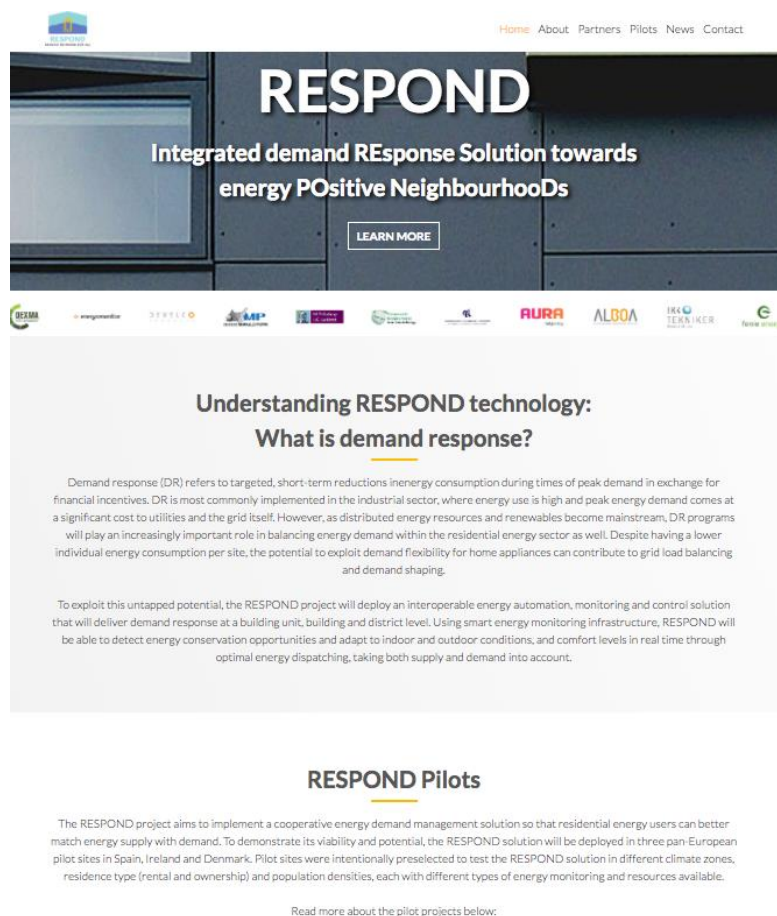 RESPOND
Home About Partners Pilots News Contact
RESPOND
Integrated demand REsponse Solution towards
energy POsitive NeighbourhooDs
LEARN MORE
DEXMA
energomonitor
DEVELCO
MP
AURA
ALBOA
TEKNIKER
Understanding RESPOND technology:
What is demand response?
Demand response (DR) refers to targeted, short-term reductions inenergy consumption during times of peak demand in exchange for
financial incentives. DR is most commonly implemented in the industrial sector, where energy use is high and peak energy demand comes at
a significant cost to utilities and the grid itself. However, as distributed energy resources and renewables become mainstream, DR programs
will play an increasingly important role in balancing energy demand within the residential energy sector as well. Despite having a lower
individual energy consumption per site, the potential to exploit demand flexibility for home appliances can contribute to grid load balancing
and demand shaping.
To exploit this untapped potential, the RESPOND project will deploy an interoperable energy automation, monitoring and control solution
that will deliver demand response at a building unit, building and district level. Using smart energy monitoring infrastructure, RESPOND will
be able to detect energy conservation opportunities and adapt to indoor and outdoor conditions, and comfort levels in real time through
optimal energy dispatching, taking both supply and demand into account.
RESPOND Pilots
The RESPOND project aims to implement a cooperative energy demand management solution so that residential energy users can better
match energy supply with demand. To demonstrate its viability and potential, the RESPOND solution will be deployed in three pan-European
pilot sites in Spain, Ireland and Denmark. Pilot sites were intentionally preselected to test the RESPOND solution in different climate zones,
residence type (rental and ownership) and population densities, each with different types of energy monitoring and resources available.
Read more about the pilot projects below: